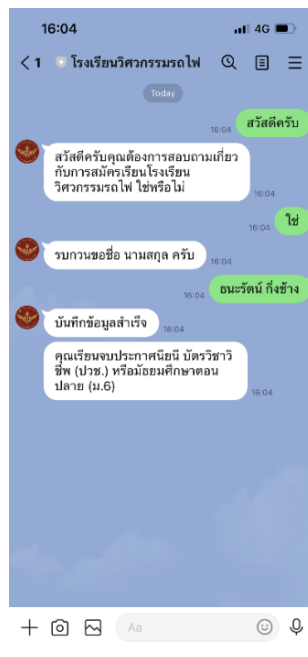 16:04
4G
1 โรงเรียนวิศวกรรมรถไฟ
Today
สวัสดีครับ
16:04
สวัสดีครับคุณต้องการสอบถามเกี่ยว
กับการสมัครเรียนโรงเรียน
วิศวกรรมรถไฟ ใช่หรือไม่
16:04
ใช่
16:04
รบกวนขอชื่อ นามสกุล ครับ
16:04
ธนะรัตน์ กิ่งช้าง
16:04
บันทึกข้อมูลสำเร็จ
16:04
คุณเรียนจบประกาศนียนี บัตรวิชาวิ
ชีพ (ปวช.) หรือมัธยมศึกษาตอน
ปลาย (ม.6)
16:04
Aa